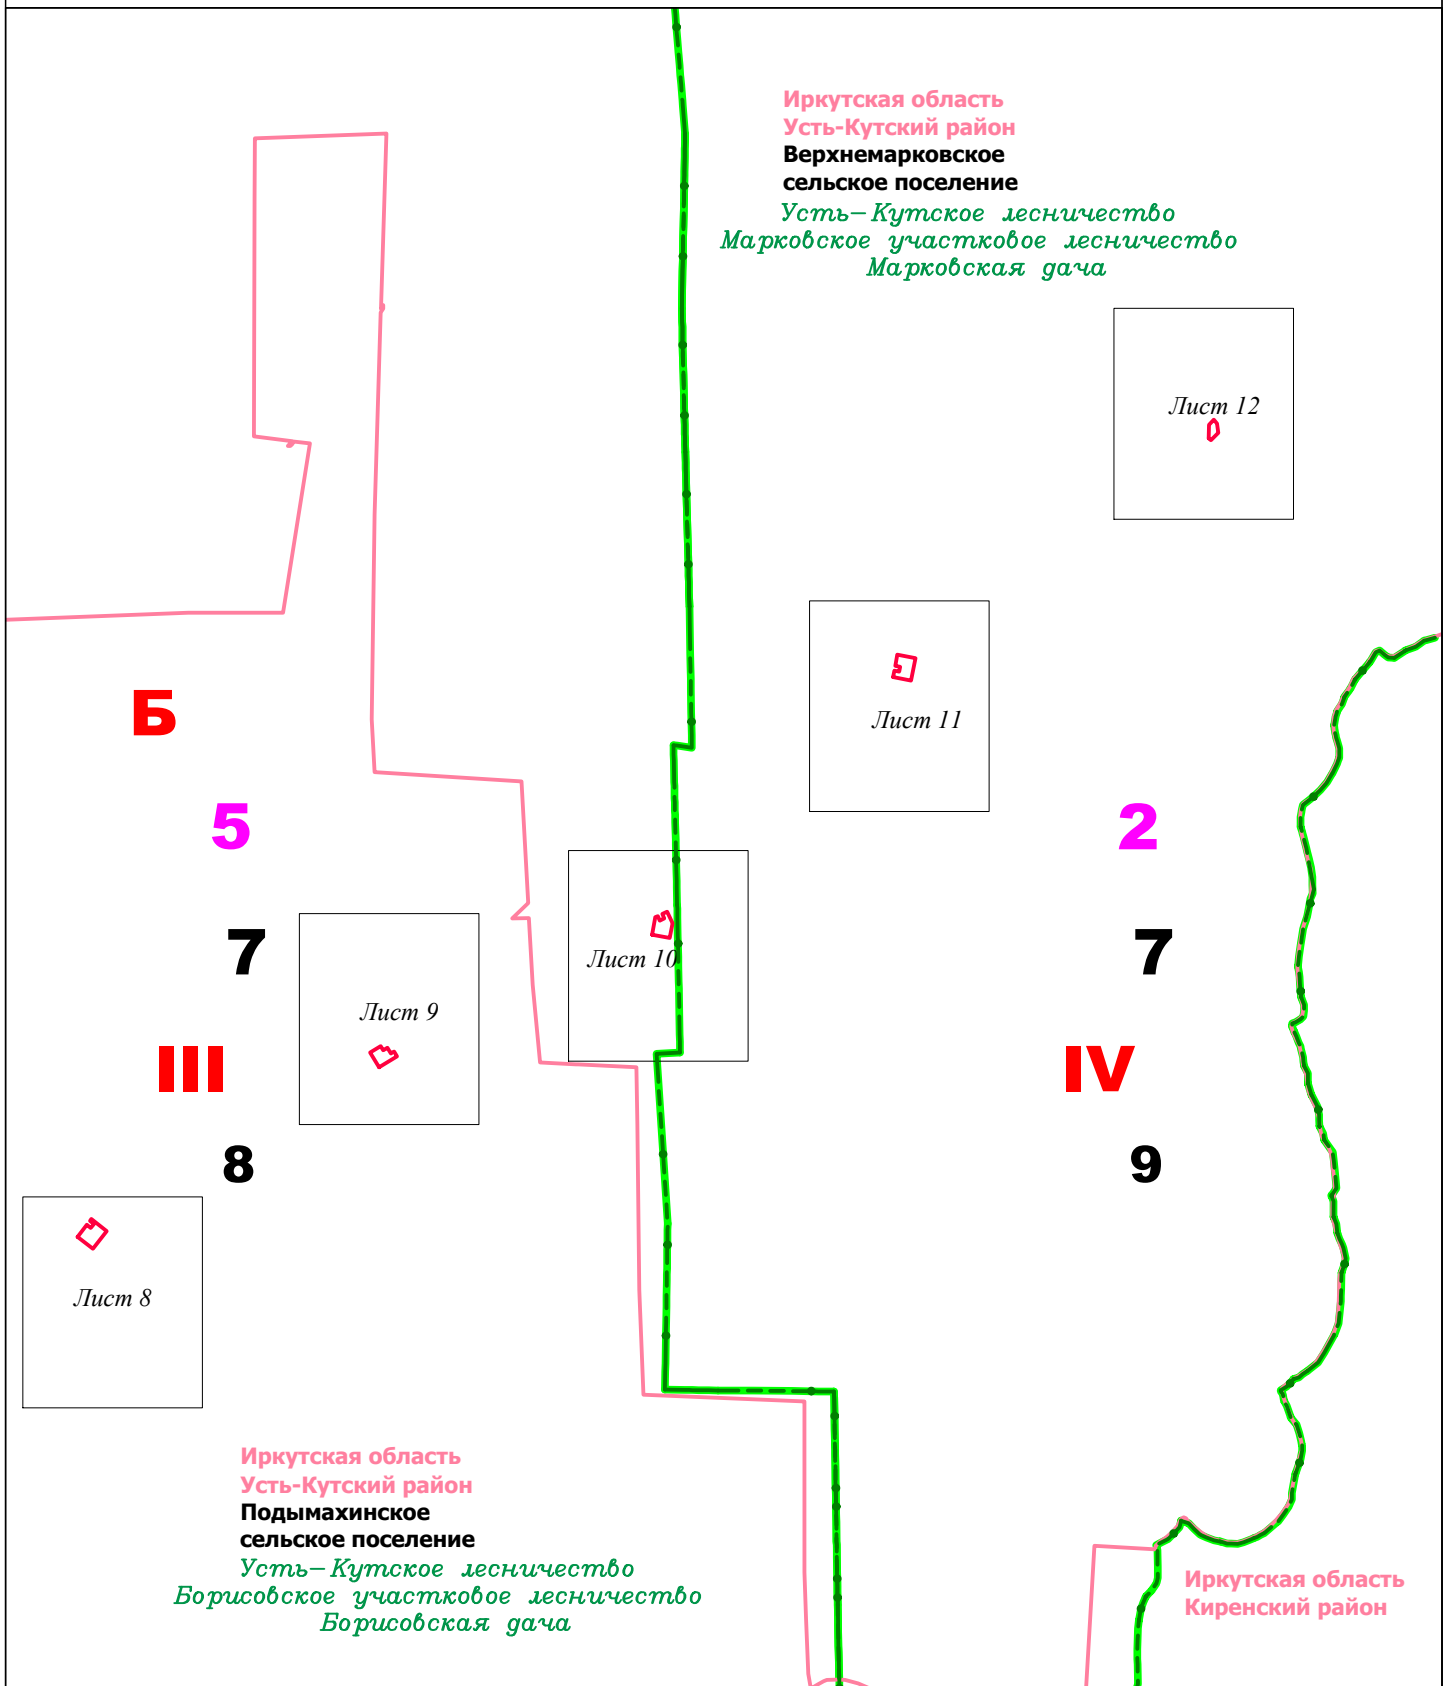 Иркутская область
Усть-Кутский район
Верхнемарковское
сельское поселение
Усть-Кутское лесничество
Марковское участковое лесничество
Марковская дача
Лист 12
Лист 11
Б
5
2
7
Лист 10
7
Лист 9
III
IV
8
9
Лист 8
Иркутская область
Усть-Кутский район
Подымахинское
сельское поселение
Усть-Кутское лесничество
Борисовское участковое лесничество
Борисовская дача
Иркутская область
Киренский район